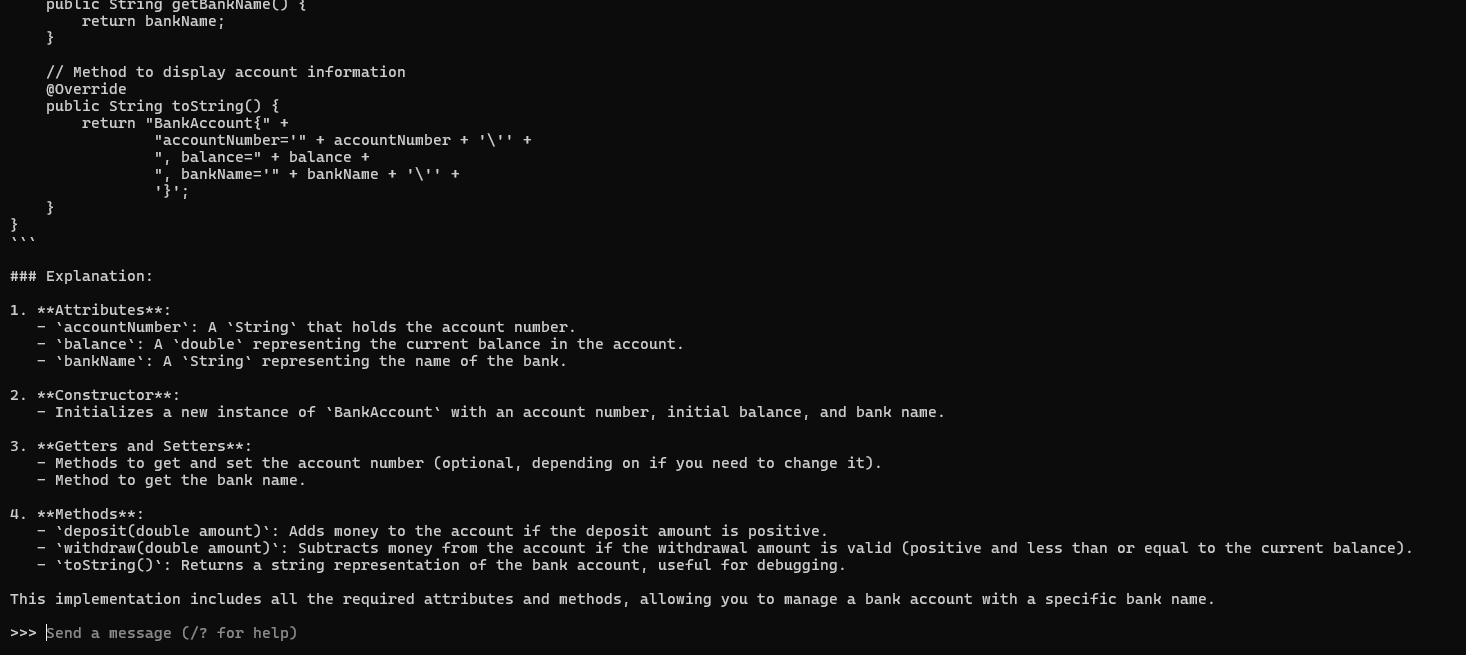 public String getBankName() {
        return bankName;
    }

    // Method to display account information
    @Override
    public String toString() {
        return "BankAccount{" +
                "accountNumber='" + accountNumber + '\'' +
                ", balance=" + balance +
                ", bankName='" + bankName + '\'' +
                '}';
    }
}
```

### Explanation:

1. **Attributes**:
   - `accountNumber`: A `String` that holds the account number.
   - `balance`: A `double` representing the current balance in the account.
   - `bankName`: A `String` representing the name of the bank.

2. **Constructor**:
   - Initializes a new instance of `BankAccount` with an account number, initial balance, and bank name.

3. **Getters and Setters**:
   - Methods to get and set the account number (optional, depending on if you need to change it).
   - Method to get the bank name.

4. **Methods**:
   - `deposit(double amount)`: Adds money to the account if the deposit amount is positive.
   - `withdraw(double amount)`: Subtracts money from the account if the withdrawal amount is valid (positive and less than or equal to the current balance).
   - `toString()`: Returns a string representation of the bank account, useful for debugging.

This implementation includes all the required attributes and methods, allowing you to manage a bank account with a specific bank name.

>>> Send a message (/? for help)